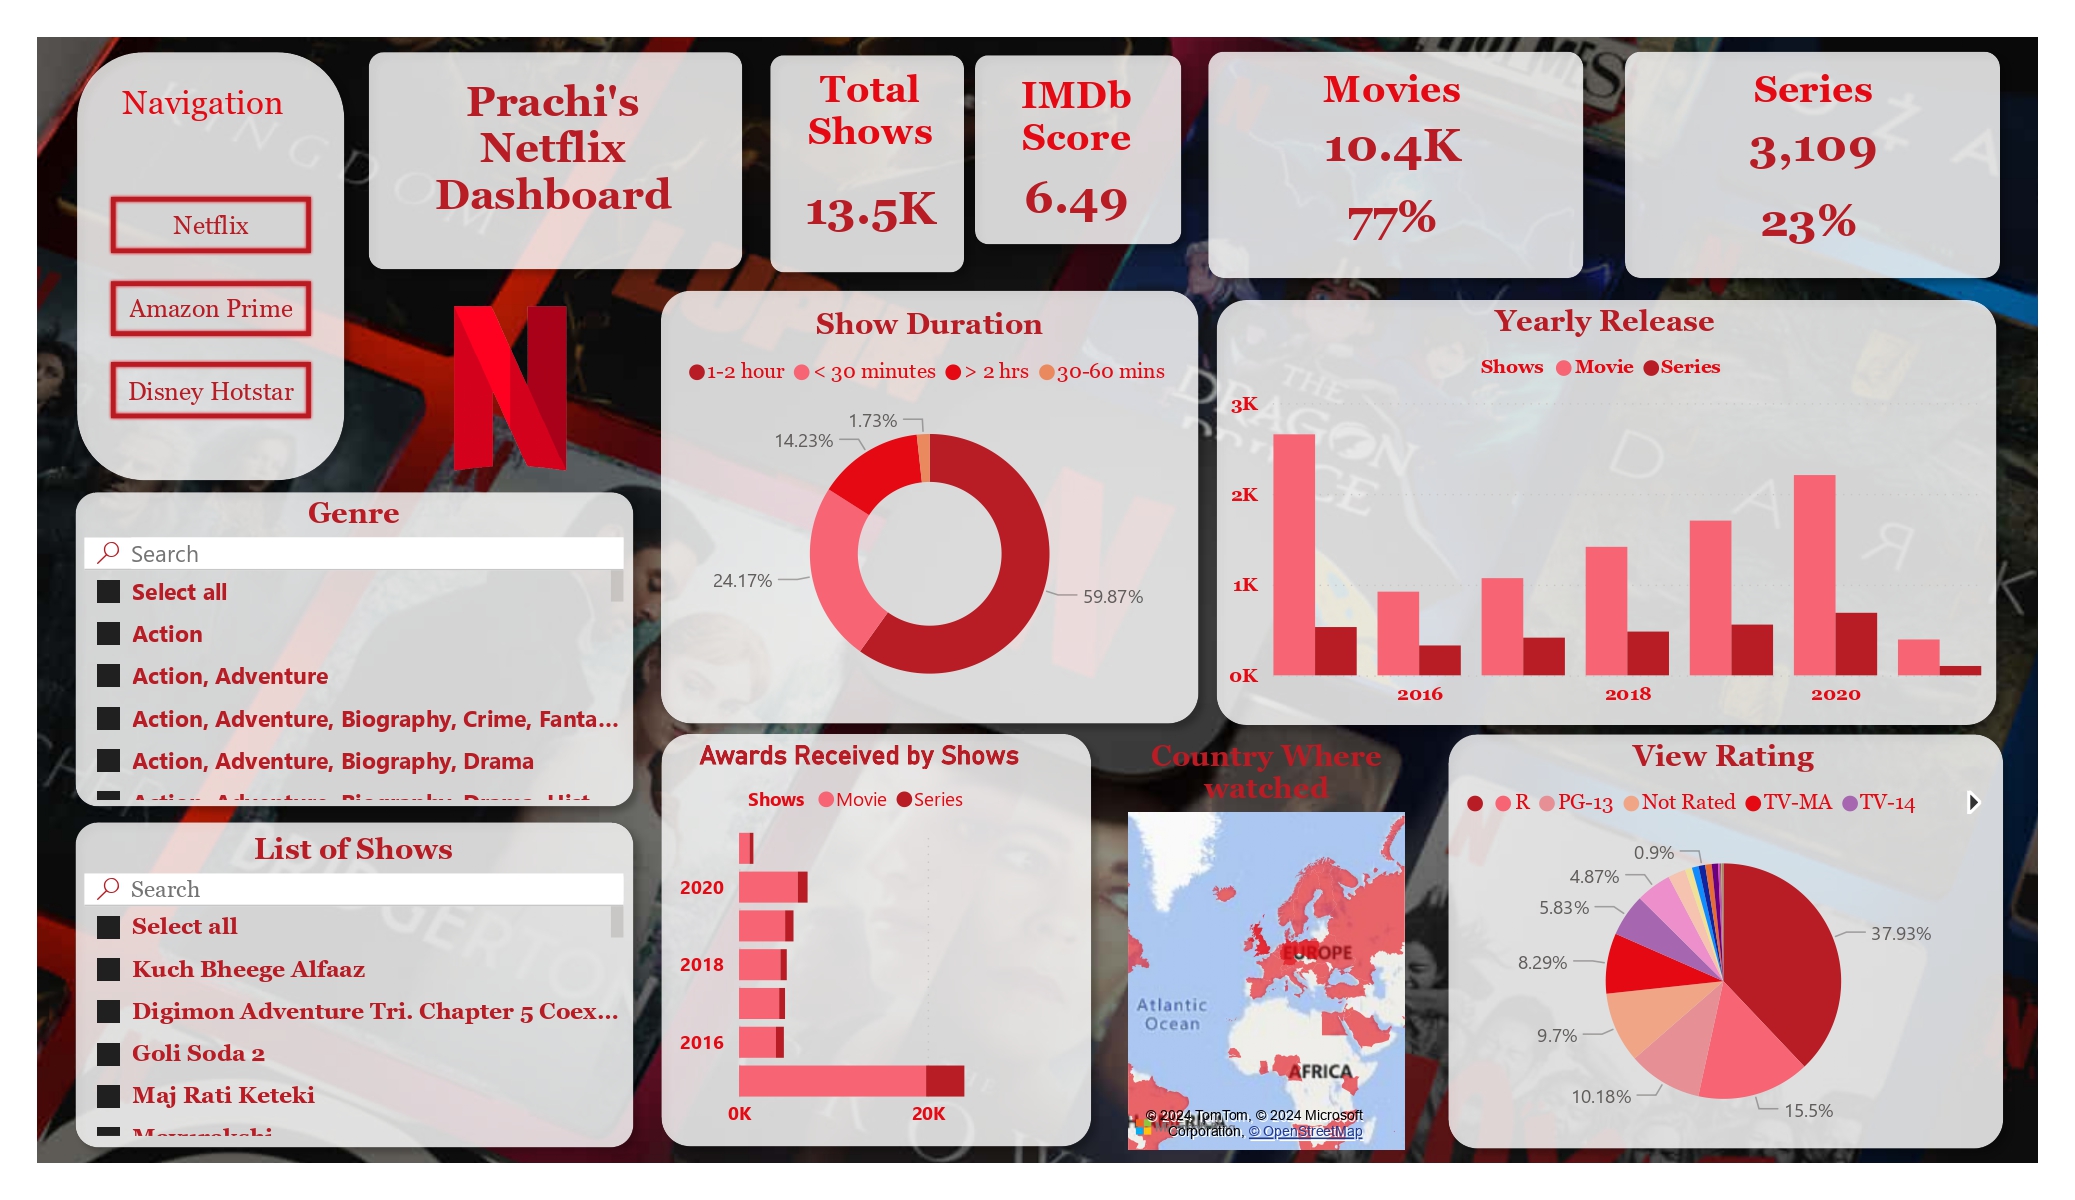 Navigation
Netflix
Amazon Prime
Disney Hotstar
Prachi's
Netflix
Dashboard
Total
Shows
13.5K
IMDb
Score
6.49
Movies
10.4K
77%
Series
3,109
23%
Genre
Search
Select all
Action
Action, Adventure
Action, Adventure, Biography, Crime, Fanta...
Action, Adventure, Biography, Drama
List of Shows
Search
Select all
Kuch Bheege Alfaaz
Digimon Adventure Tri. Chapter 5 Coex...
Goli Soda 2
Maj Rati Keteki
Show Duration
1-2 hour < 30 minutes > 2 hrs 30-60 mins
1.73%
14.23%
24.17%
59.87%
Yearly Release
Shows Movie Series
3K
2K
1K
0K
2016 2018 2020
Awards Received by Shows
Shows Movie Series
2020
2018
2016
0K 20K
Country Where
watched
EUROPE
Atlantic
Ocean
AFRICA
© 2024 TomTom, © 2024 Microsoft
Corporation, © OpenStreetMap
View Rating
R PG-13 Not Rated TV-MA TV-14
0.9%
4.87%
5.83%
8.29%
9.7%
10.18%
15.5%
37.93%
KINGDOM
LUPIN
THE
DRAGON
DARK
BRIDGERTON